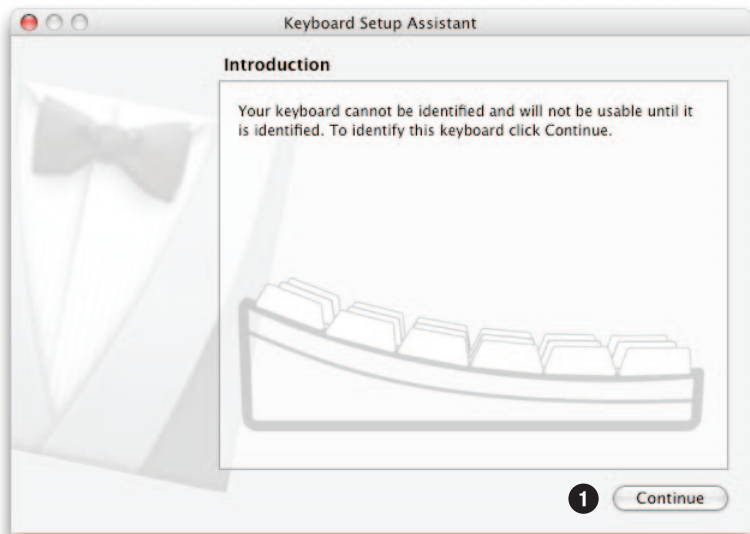 Keyboard Setup Assistant
Introduction
Your keyboard cannot be identified and will not be usable until it
is identified. To identify this keyboard click Continue.
1 Continue